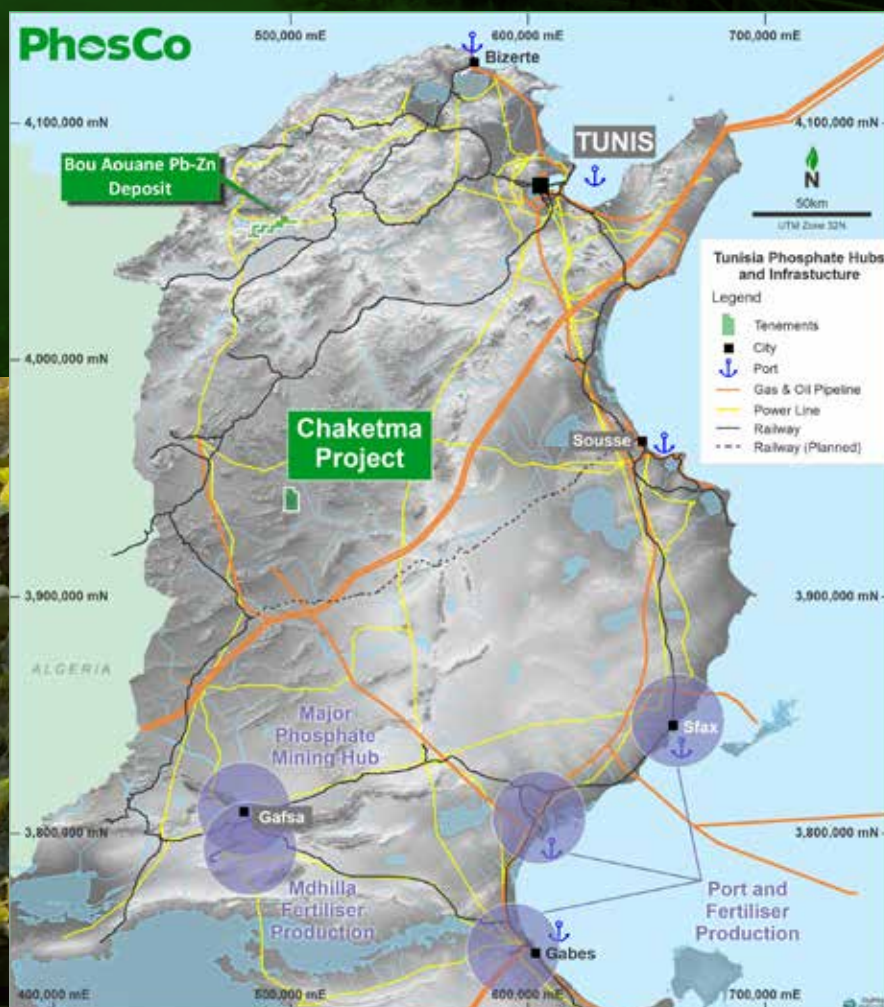 PhosCo
500,000 mE
600,000 mE
700,000 mE
Bizerte
4,100,000 mN
4,100,000 mN
TUNIS
Bou Aouane Pb-Zn
Deposit
N
50km
UTM Zone 32N
Tunisia Phosphate Hubs
and Infrastucture
Legend
Tenements
City
Port
Gas & Oil Pipeline
Power Line
Railway
Railway (Planned)
4,000,000 mN
Chaketma
Project
Sousse
3,900,000 mN
3,900,000 mN
ALGERIA
Major
Phosphate
Mining Hub
Sfax
Gafsa
3,800,000 mN
3,800,000 mN
Mdhilla
Fertiliser
Production
Port and
Fertiliser
Production
Gabes
400,000 mE
500,000 mE
600,000 mE
700,000 mE